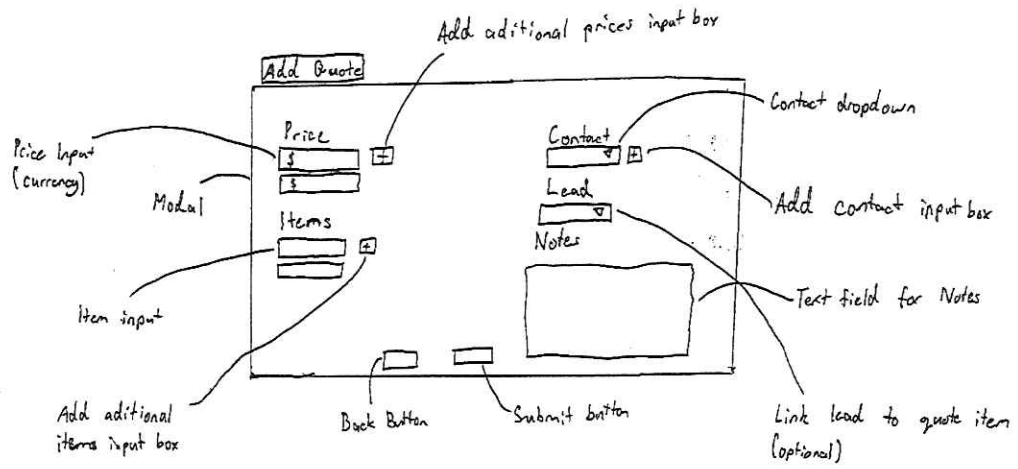 Add aditional prices input box
Add Quote
Contact dropdown
Price
+
Contact
+
Price Input
(currency)
$
$
Modal
Lead
Add contact input box
Items
+
Notes
Item input
Text field for Notes
Add aditional
items input box
Back Button
Submit button
Link lead to quote item
(optional)